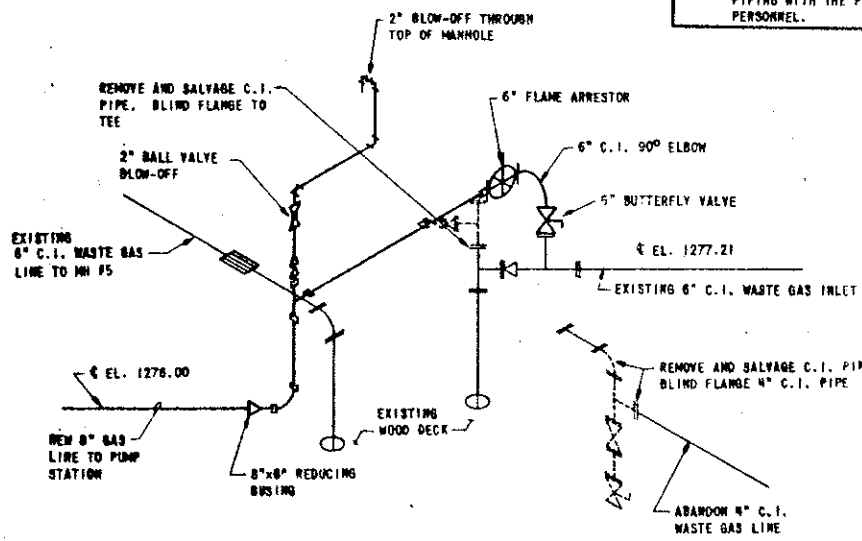 PIPING WITH THE
PERSONNEL.
2" BLOW-OFF THROUGH
TOP OF MANHOLE
REMOVE AND SALVAGE C.I.
PIPE. BLIND FLANGE TO
TEE
6" FLAME ARRESTOR
6" C.I. 90° ELBOW
2" BALL VALVE
BLOW-OFF
6" BUTTERFLY VALVE
EXISTING
6" C.I. WASTE GAS
LINE TO MH #5
℄ EL. 1277.21
EXISTING 6" C.I. WASTE GAS INLET
℄ EL. 1276.00
REMOVE AND SALVAGE C.I.
BLIND FLANGE 4" C.I. PIPE
EXISTING
WOOD DECK
NEW 8" GAS
LINE TO PUMP
STATION
8"x6" REDUCING
BUSING
ABANDON 4" C.I.
WASTE GAS LINE